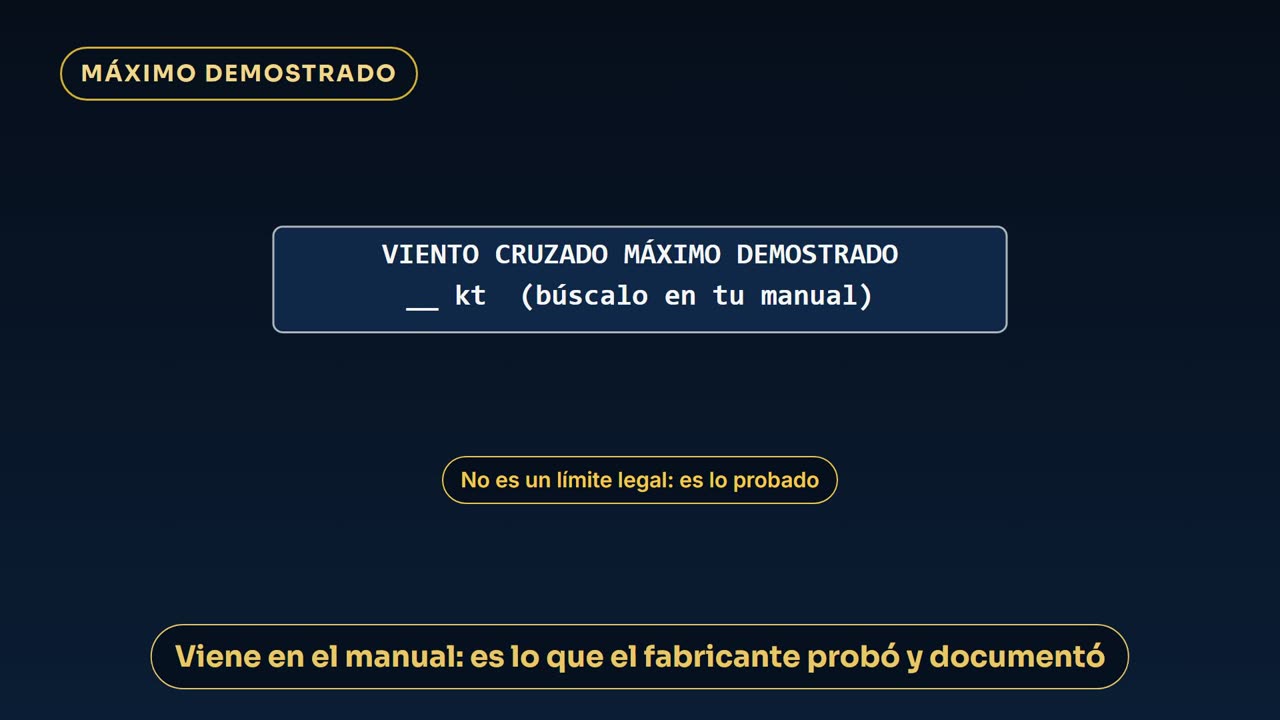 MÁXIMO DEMOSTRADO
VIENTO CRUZADO MÁXIMO DEMOSTRADO
__ kt (búscalo en tu manual)
No es un límite legal: es lo probado
Viene en el manual: es lo que el fabricante probó y documentó